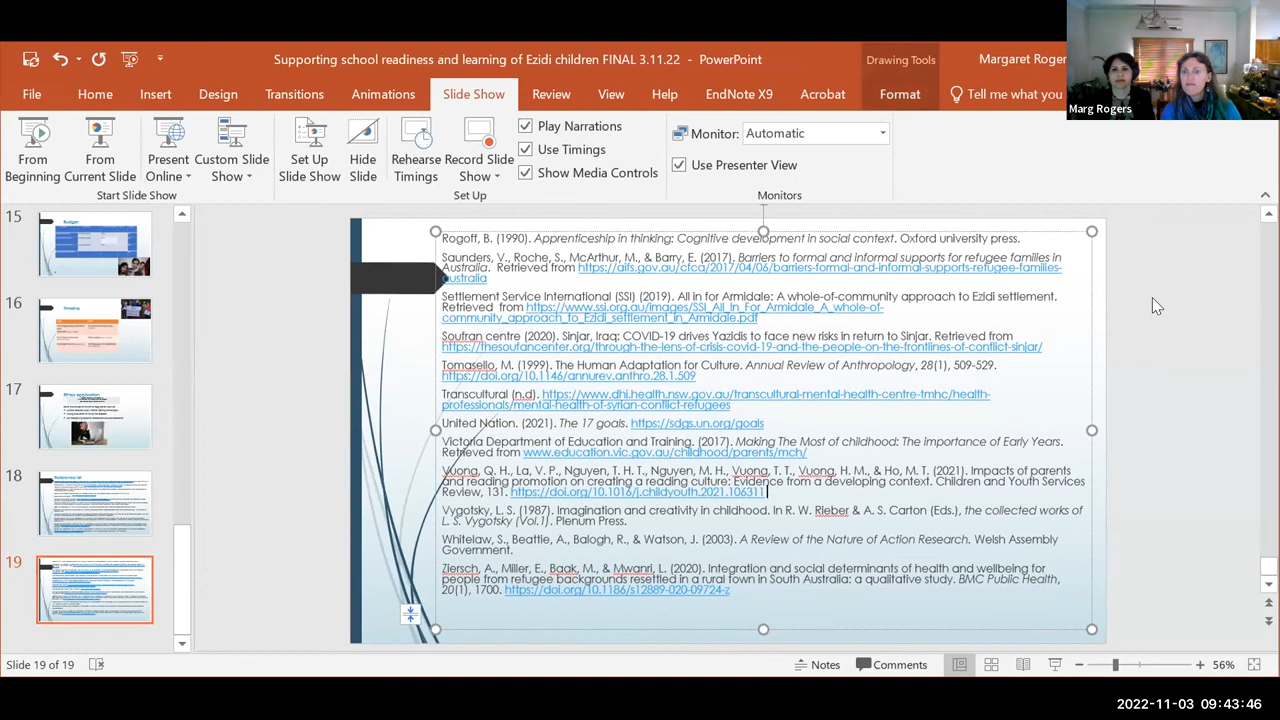 Supporting school readiness and learning of Ezidi children FINAL 3.11.22 - PowerPoint
Drawing Tools
Margaret Roger
File Home Insert Design Transitions Animations Slide Show Review View Help EndNote X9 Acrobat Format Tell me what you
Marg Rogers
From Beginning
From Current Slide
Present Online
Custom Slide Show
Set Up Slide Show
Hide Slide
Rehearse Timings
Record Slide Show
Play Narrations
Use Timings
Show Media Controls
Monitor: Automatic
Use Presenter View
Start Slide Show
Set Up
Monitors
15
16
17
18
19
Rogoff, B. (1990). Apprenticeship in thinking: Cognitive development in social context. Oxford university press.
Saunders, V., Roche, S., McArthur, M., & Barry, E. (2017). Barriers to formal and informal supports for refugee families in
Australia. Retrieved from https://aifs.gov.au/cfca/2017/04/06/barriers-formal-and-informal-supports-refugee-families-
australia
Settlement Service International (SSI) (2019). All in for Armidale: A whole-of-community approach to Ezidi settlement.
Retrieved from https://www.ssi.org.au/images/SSI_All_In_For_Armidale_A_whole-of-
community_approach_to_Ezidi_settlement_in_Armidale.pdf
Soufran centre (2020). Sinjar, Iraq: COVID-19 drives Yazidis to face new risks in return to Sinjar. Retrieved from
https://thesoufancenter.org/through-the-lens-of-crisis-covid-19-and-the-people-on-the-frontlines-of-conflict-sinjar/
Tomasello, M. (1999). The Human Adaptation for Culture. Annual Review of Anthropology, 28(1), 509-529.
https://doi.org/10.1146/annurev.anthro.28.1.509
Transcultural (n.d). https://www.dhi.health.nsw.gov.au/transcultural-mental-health-centre-tmhc/health-
professionals/mental-health-of-syrian-conflict-refugees
United Nation. (2021). The 17 goals. https://sdgs.un.org/goals
Victoria Department of Education and Training. (2017). Making The Most of childhood: The importance of Early Years.
Retrieved from www.education.vic.gov.au/childhood/parents/mch/
Vuong, Q. H., La, V. P., Nguyen, T. H. T., Nguyen, M. H., Vuong, T. T., Vuong, H. M., & Ho, M. T. (2021). Impacts of parents
and reading promotion on creating a reading culture: Evidence from a developing context. Children and Youth Services
Review, https://doi.org/10.1016/j.childyouth.2021.106311
Vygotsky, L. S. (1987). Imagination and creativity in childhood. In R. W. Rieber & A. S. Carton (Eds.), the collected works of
L. S. Vygotsky (Vol. ). Plenum Press.
Whitelaw, S., Beattie, A., Balogh, R., & Watson, J. (2003). A Review of the Nature of Action Research. Welsh Assembly
Government.
Ziersch, A., Miller, E., Baak, M., & Mwanri, L. (2020). Integration and social determinants of health and wellbeing for
people from refugee backgrounds resettled in a rural town in South Australia: a qualitative study. BMC Public Health,
20(1), 1700. https://doi.org/10.1186/s12889-020-09724-z
Slide 19 of 19
Notes
Comments
56%
2022-11-03 09:43:46